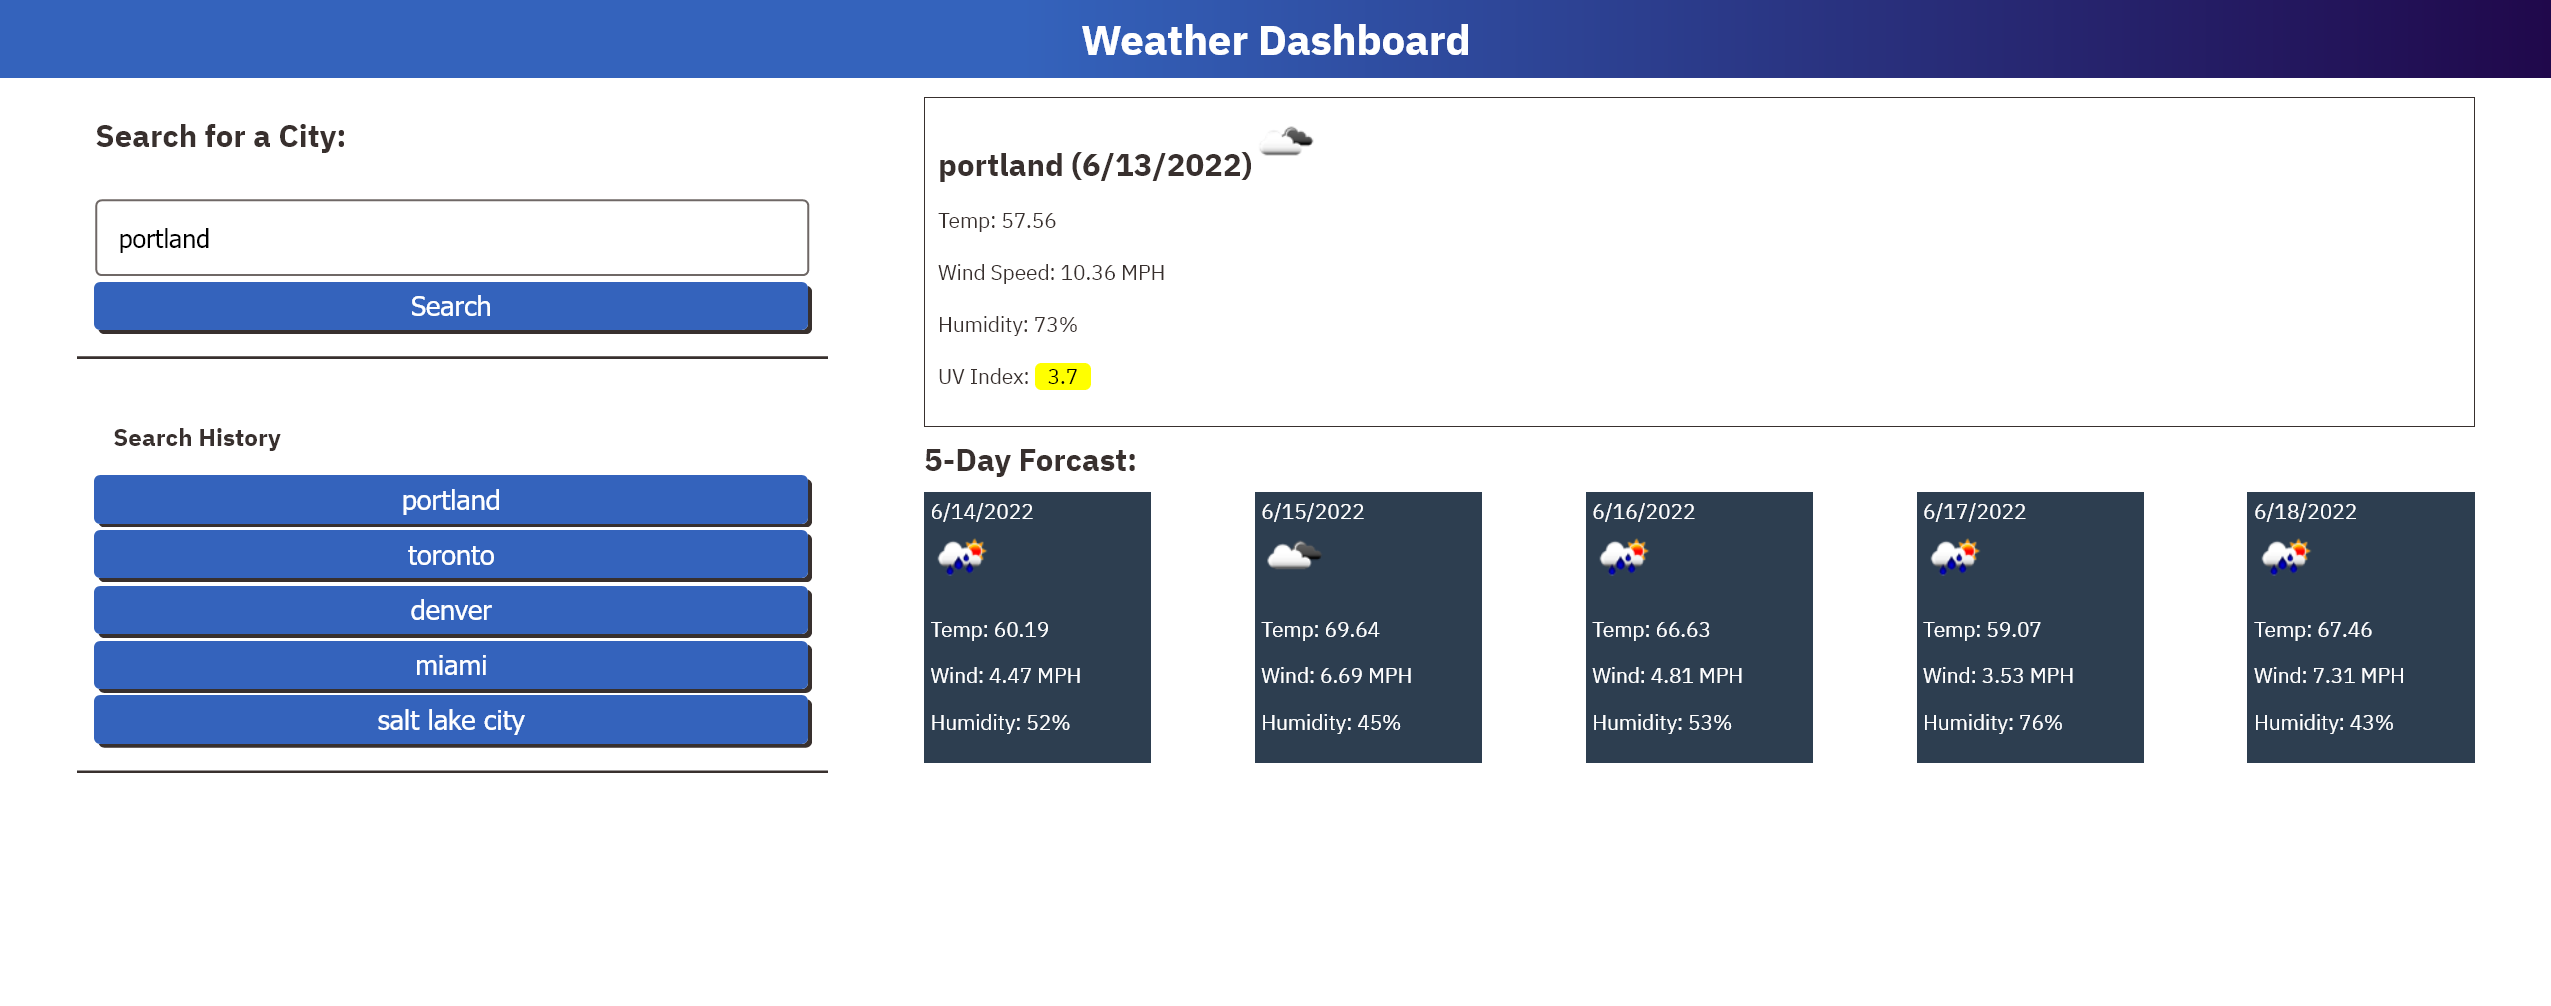 Weather Dashboard
Search for a City:
portland
Search
Search History
portland
toronto
denver
miami
salt lake city
portland (6/13/2022)
Temp: 57.56
Wind Speed: 10.36 MPH
Humidity: 73%
UV Index: 3.7
5-Day Forcast:
6/14/2022
Temp: 60.19
Wind: 4.47 MPH
Humidity: 52%
6/15/2022
Temp: 69.64
Wind: 6.69 MPH
Humidity: 45%
6/16/2022
Temp: 66.63
Wind: 4.81 MPH
Humidity: 53%
6/17/2022
Temp: 59.07
Wind: 3.53 MPH
Humidity: 76%
6/18/2022
Temp: 67.46
Wind: 7.31 MPH
Humidity: 43%